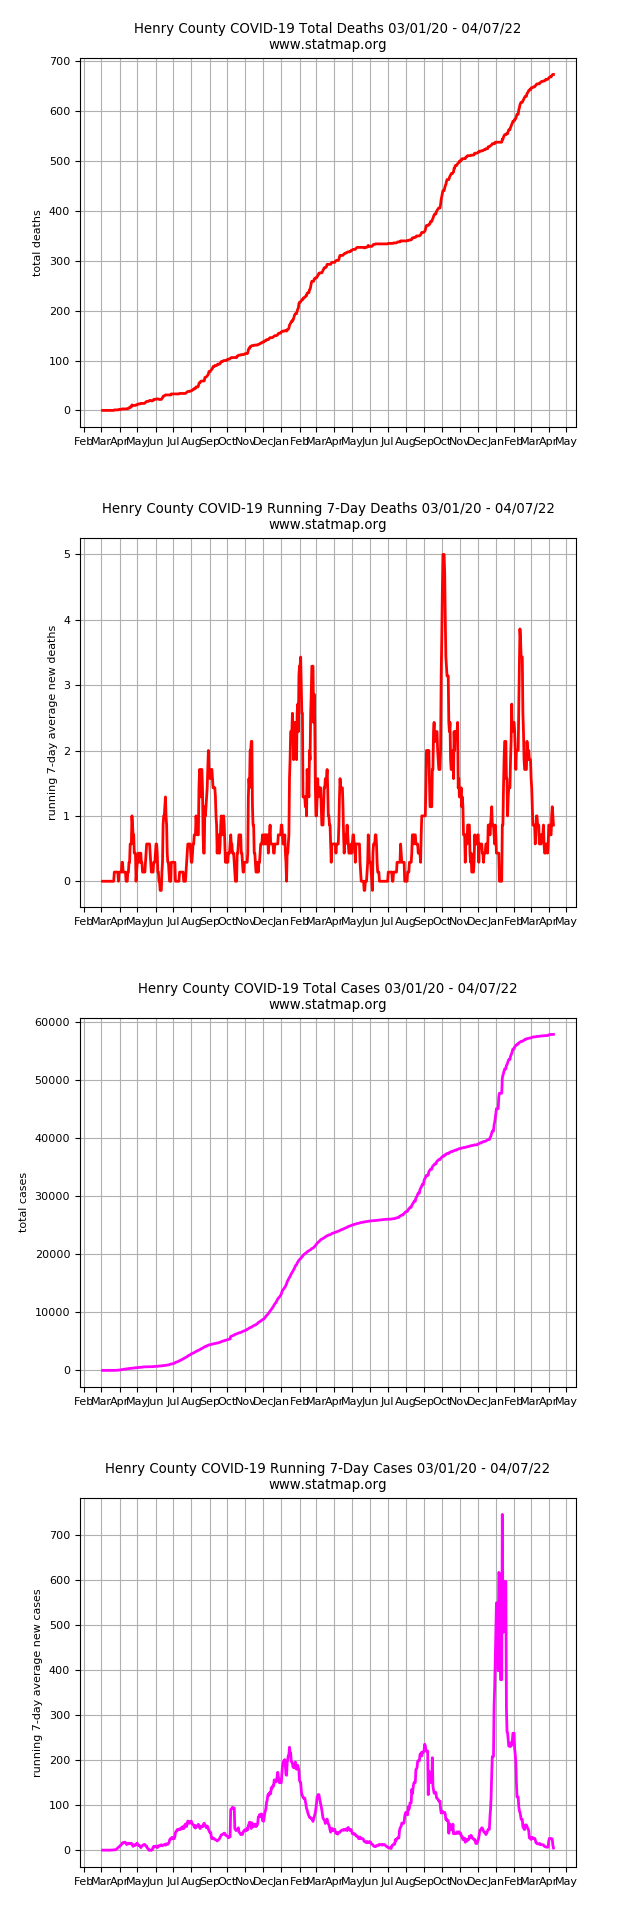 Henry County COVID-19 Total Deaths 03/01/20 - 04/07/22
www.statmap.org
700
600
500
400
300
200
100
0
total deaths
Feb Mar Apr May Jun Jul Aug Sep Oct Nov Dec Jan Feb Mar Apr May Jun Jul Aug Sep Oct Nov Dec Jan Feb Mar Apr May
Henry County COVID-19 Running 7-Day Deaths 03/01/20 - 04/07/22
www.statmap.org
5
4
3
2
1
0
running 7-day average new deaths
Feb Mar Apr May Jun Jul Aug Sep Oct Nov Dec Jan Feb Mar Apr May Jun Jul Aug Sep Oct Nov Dec Jan Feb Mar Apr May
Henry County COVID-19 Total Cases 03/01/20 - 04/07/22
www.statmap.org
60000
50000
40000
30000
20000
10000
0
total cases
Feb Mar Apr May Jun Jul Aug Sep Oct Nov Dec Jan Feb Mar Apr May Jun Jul Aug Sep Oct Nov Dec Jan Feb Mar Apr May
Henry County COVID-19 Running 7-Day Cases 03/01/20 - 04/07/22
www.statmap.org
700
600
500
400
300
200
100
0
running 7-day average new cases
Feb Mar Apr May Jun Jul Aug Sep Oct Nov Dec Jan Feb Mar Apr May Jun Jul Aug Sep Oct Nov Dec Jan Feb Mar Apr May